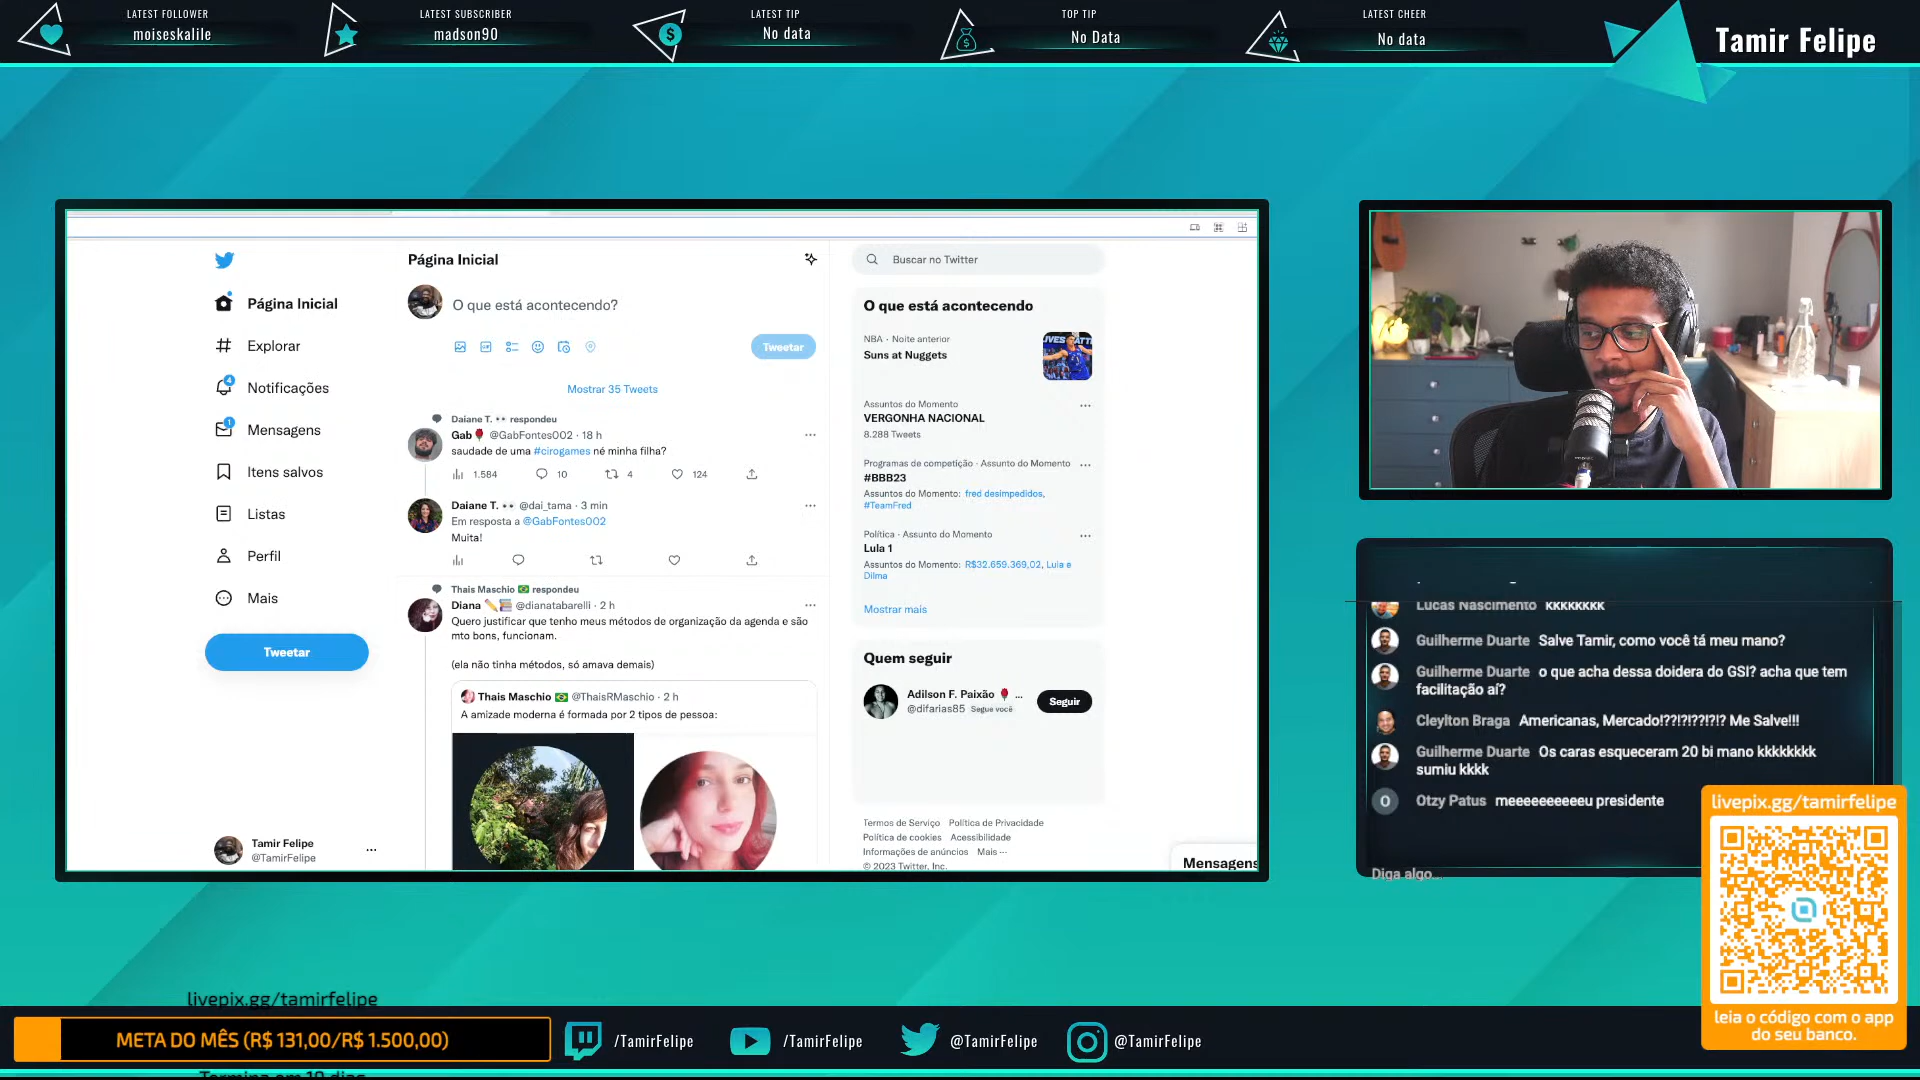 LATEST FOLLOWER
moiseskalile
LATEST SUBSCRIBER
madson90
LATEST TIP
No data
TOP TIP
No Data
LATEST CHEER
No data
Tamir Felipe
Página Inicial
Explorar
Notificações
4
Mensagens
1
Itens salvos
Listas
Perfil
Mais
Tweetar
Tamir Felipe
@TamirFelipe
Página Inicial
O que está acontecendo?
Tweetar
Mostrar 35 Tweets
Daiane T. 👀 respondeu
Gab🌹 @GabFontes002 · 18 h
saudade de uma #cirogames né minha filha?
1.584 10 4 124
Daiane T. 👀 @dai_tama · 3 min
Em resposta a @GabFontes002
Muita!
Thais Maschio 🇧🇷 respondeu
Diana ✏️📚 @dianatabarelli · 2 h
Quero justificar que tenho meus métodos de organização da agenda e são
mto bons, funcionam.
(ela não tinha métodos, só amava demais)
Thais Maschio 🇧🇷 @ThaisRMaschio · 2 h
A amizade moderna é formada por 2 tipos de pessoa:
Buscar no Twitter
O que está acontecendo
NBA · Noite anterior
Suns at Nuggets
Assuntos do Momento
VERGONHA NACIONAL
8.288 Tweets
Programas de competição · Assunto do Momento
#BBB23
Assuntos do Momento: fred desimpedidos,
#TeamFred
Política · Assunto do Momento
Lula 1
Assuntos do Momento: R$32.659.369,02, Lula e
Dilma
Mostrar mais
Quem seguir
Adilson F. Paixão 🌹 ...
@difarias85 Segue você
Seguir
Termos de Serviço Política de Privacidade
Política de cookies Acessibilidade
Informações de anúncios Mais ···
© 2023 Twitter, Inc.
Mensagens
Lucas Nascimento kkkkkkkk
Guilherme Duarte Salve Tamir, como você tá meu mano?
Guilherme Duarte o que acha dessa doidera do GSI? acha que tem
facilitação aí?
Cleylton Braga Americanas, Mercado!??!?!??!?!? Me Salve!!!
Guilherme Duarte Os caras esqueceram 20 bi mano kkkkkkkk
sumiu kkkk
O
Otzy Patus meeeeeeeeeeu presidente
Diga algo...
livepix.gg/tamirfelipe
leia o código com o app
do seu banco.
livepix.gg/tamirfelipe
META DO MÊS (R$ 131,00/R$ 1.500,00)
Termina em 19 dias
/TamirFelipe
/TamirFelipe
@TamirFelipe
@TamirFelipe